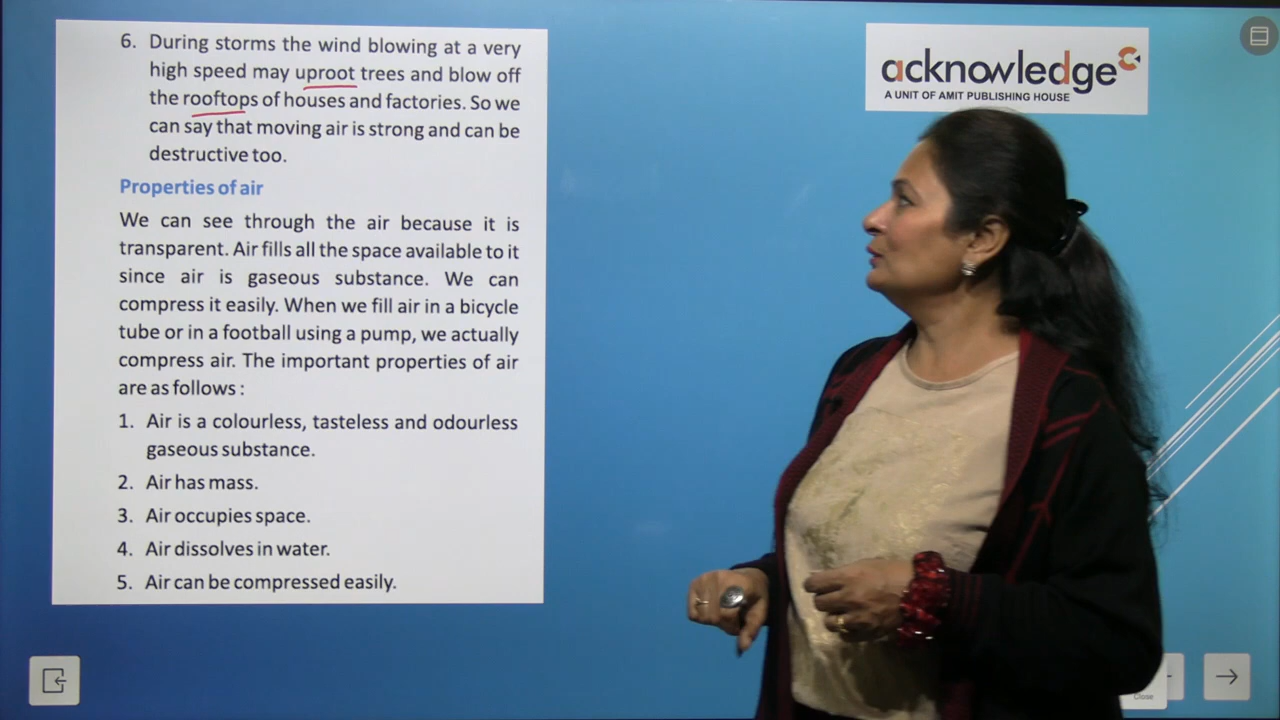 6. During storms the wind blowing at a very
high speed may uproot trees and blow off
the rooftops of houses and factories. So we
can say that moving air is strong and can be
destructive too.
Properties of air
We can see through the air because it is
transparent. Air fills all the space available to it
since air is gaseous substance. We can
compress it easily. When we fill air in a bicycle
tube or in a football using a pump, we actually
compress air. The important properties of air
are as follows :
1. Air is a colourless, tasteless and odourless
gaseous substance.
2. Air has mass.
3. Air occupies space.
4. Air dissolves in water.
5. Air can be compressed easily.
acknowledge
A UNIT OF AMIT PUBLISHING HOUSE
Close